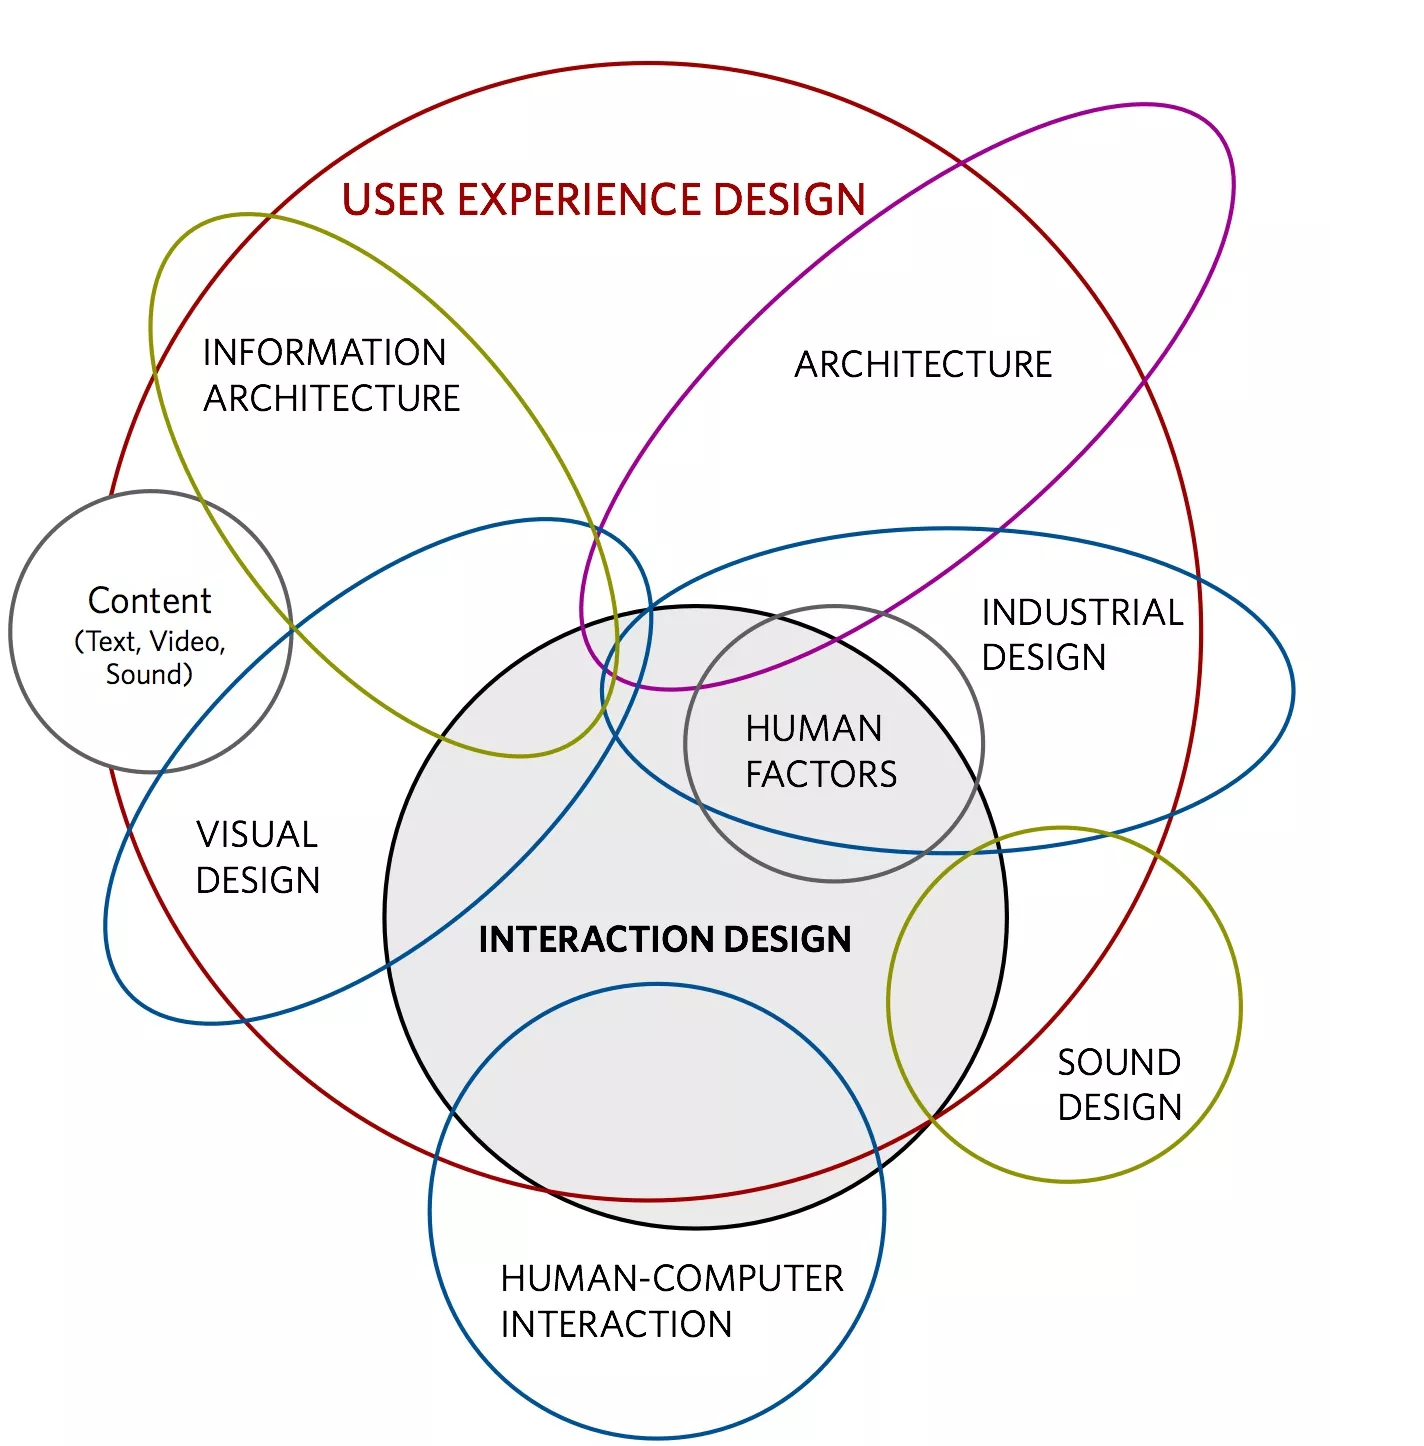 USER EXPERIENCE DESIGN
INFORMATION
ARCHITECTURE
ARCHITECTURE
Content
(Text, Video,
Sound)
INDUSTRIAL
DESIGN
HUMAN
FACTORS
VISUAL
DESIGN
INTERACTION DESIGN
SOUND
DESIGN
HUMAN-COMPUTER
INTERACTION